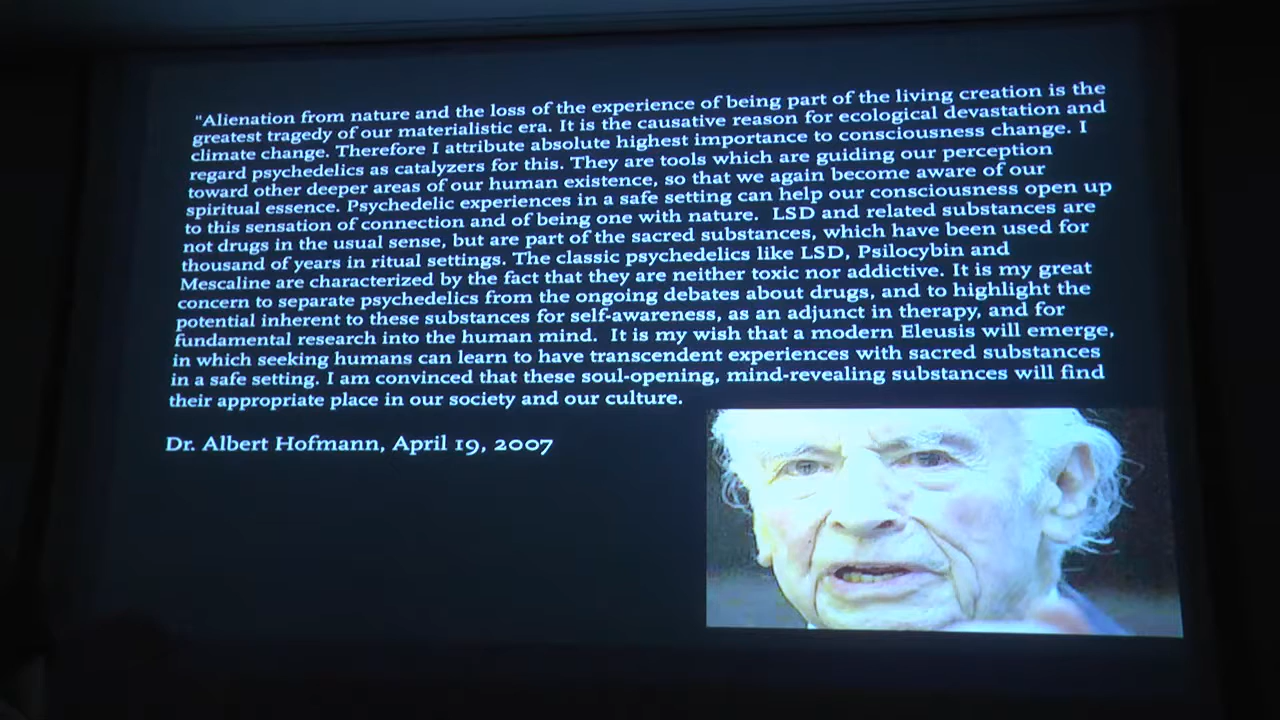 "Alienation from nature and the loss of the experience of being part of the living creation is the
greatest tragedy of our materialistic era. It is the causative reason for ecological devastation and
climate change. Therefore I attribute absolute highest importance to consciousness change. I
regard psychedelics as catalyzers for this. They are tools which are guiding our perception
toward other deeper areas of our human existence, so that we again become aware of our
spiritual essence. Psychedelic experiences in a safe setting can help our consciousness open up
to this sensation of connection and of being one with nature. LSD and related substances are
not drugs in the usual sense, but are part of the sacred substances, which have been used for
thousand of years in ritual settings. The classic psychedelics like LSD, Psilocybin and
Mescaline are characterized by the fact that they are neither toxic nor addictive. It is my great
concern to separate psychedelics from the ongoing debates about drugs, and to highlight the
potential inherent to these substances for self-awareness, as an adjunct in therapy, and for
fundamental research into the human mind. It is my wish that a modern Eleusis will emerge,
in which seeking humans can learn to have transcendent experiences with sacred substances
in a safe setting. I am convinced that these soul-opening, mind-revealing substances will find
their appropriate place in our society and our culture.
Dr. Albert Hofmann, April 19, 2007